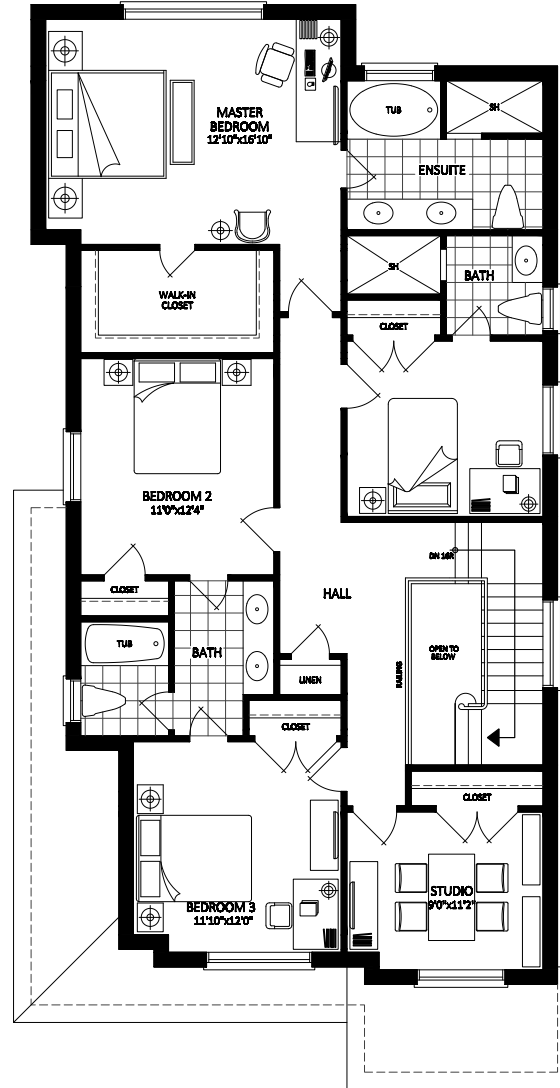 MASTER
BEDROOM
12'10"x16'10"
TUB
SH
ENSUITE
SH
BATH
WALK-IN
CLOSET
CLOSET
BEDROOM 2
11'0"x12'4"
DN 16R
CLOSET
HALL
TUB
BATH
OPEN TO
BELOW
RAILING
LINEN
CLOSET
CLOSET
BEDROOM 3
11'10"x12'0"
STUDIO
9'0"x11'2"